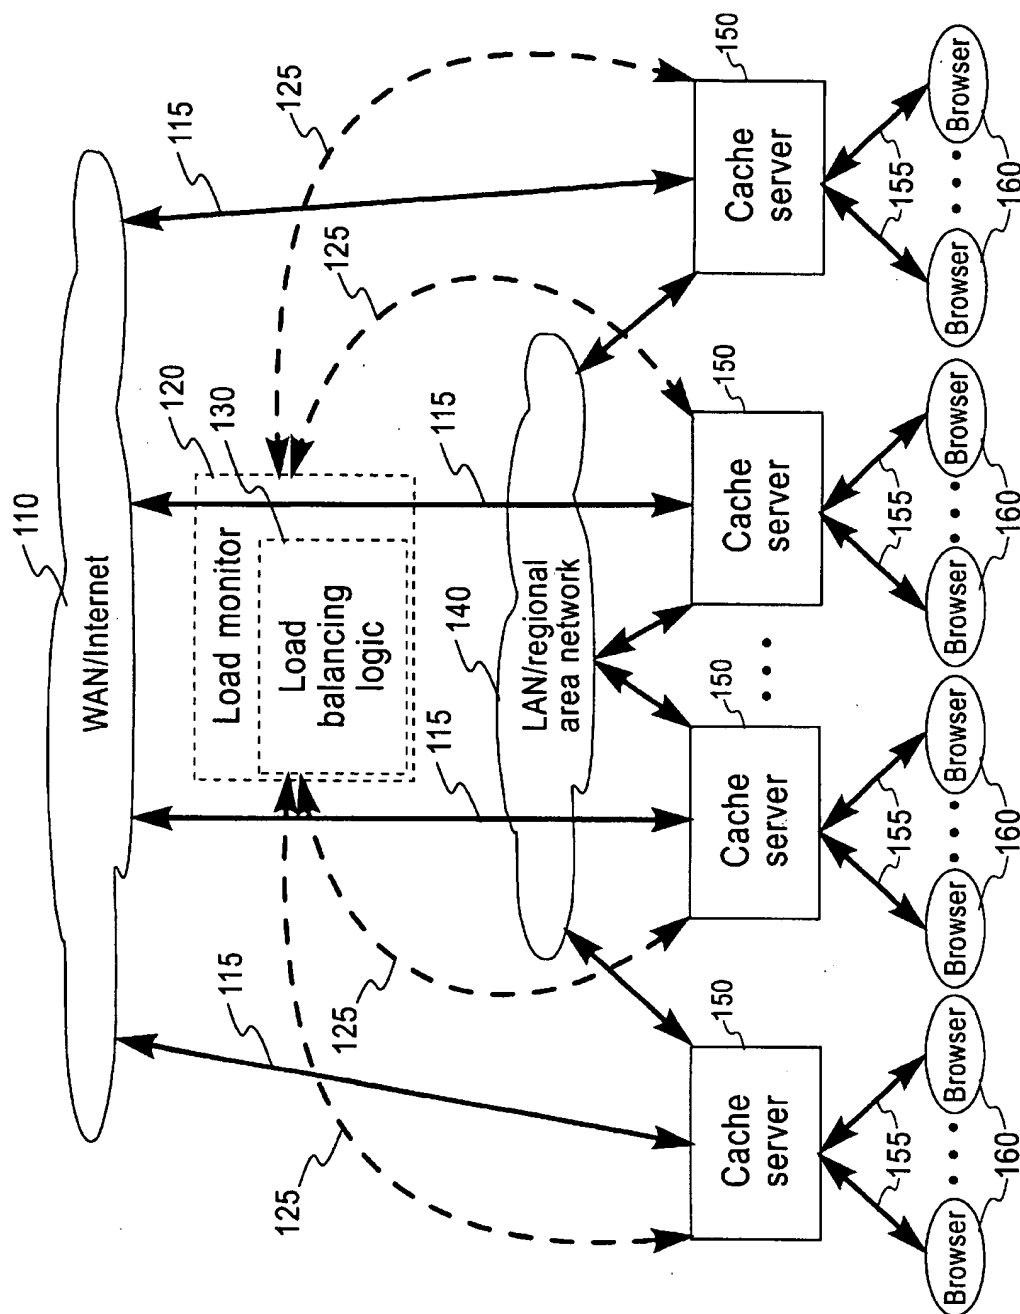 110
WAN/Internet
115
120
130
Load monitor
115
125
125
Load
balancing
logic
125
125
115
140
115
LAN/regional
area network
150
150
150
150
Cache
server
Cache
server
Cache
server
Cache
server
155
155
155
155
Browser
Browser
Browser
Browser
Browser
Browser
Browser
Browser
160
160
160
160